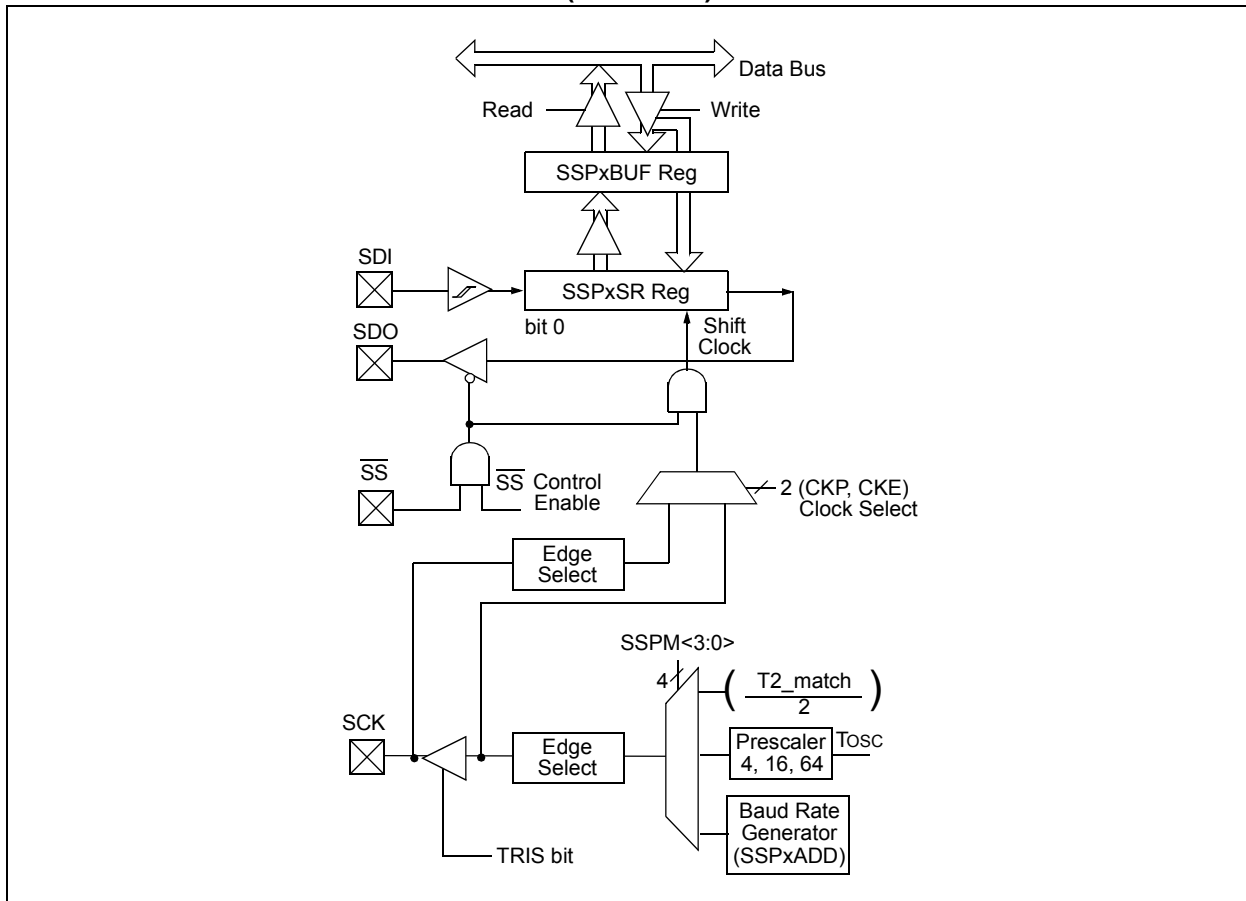 Data Bus
Read
Write
SSPxBUF Reg
SDI
SSPxSR Reg
bit 0
Shift
Clock
SDO
SS
SS Control
Enable
2 (CKP, CKE)
Clock Select
Edge
Select
SSPM<3:0>
4
( T2_match )
2
SCK
Edge
Select
Prescaler
4, 16, 64
TOSC
Baud Rate
Generator
(SSPxADD)
TRIS bit